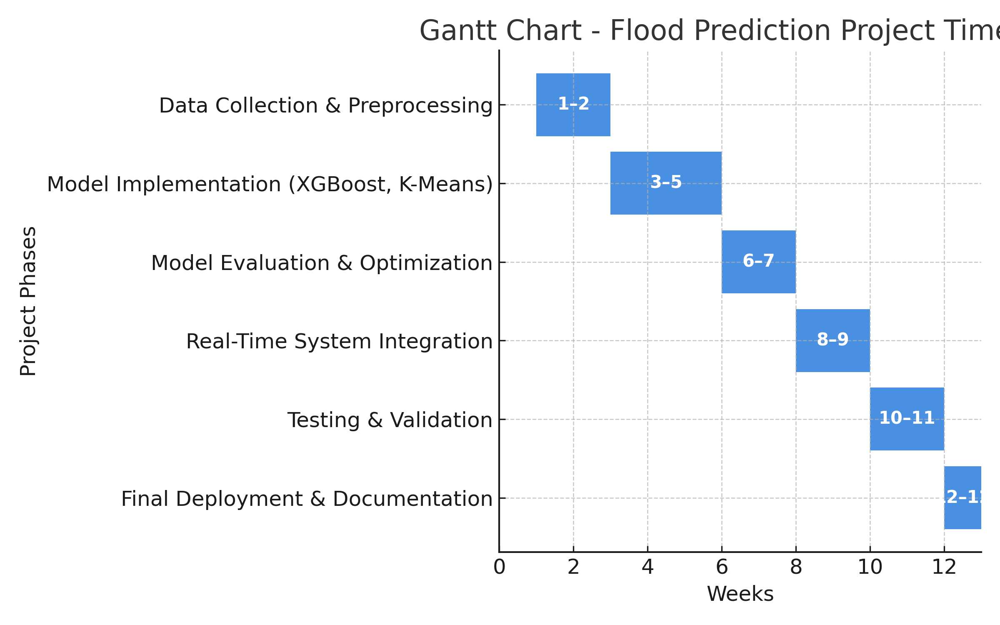 Gantt Chart - Flood Prediction Project
Data Collection & Preprocessing
1–2
Model Implementation (XGBoost, K-Means)
3–5
Model Evaluation & Optimization
6–7
Real-Time System Integration
8–9
Testing & Validation
10–11
Final Deployment & Documentation
Project Phases
0 2 4 6 8 10 12
Weeks